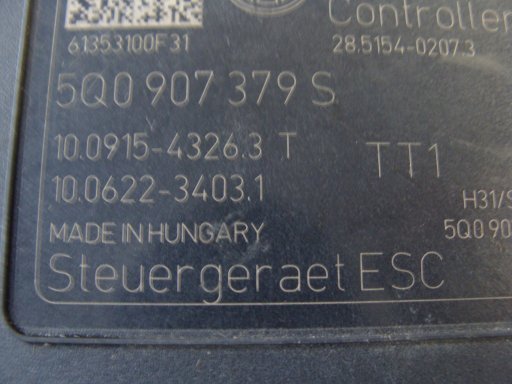 Controller
61353100F31 28.5154-0207.3
5Q0 907 379 S
10.0915-4326.3 T TT1
10.0622-3403.1 H31/S
MADE IN HUNGARY 5Q0 90
Steuergeraet ESC